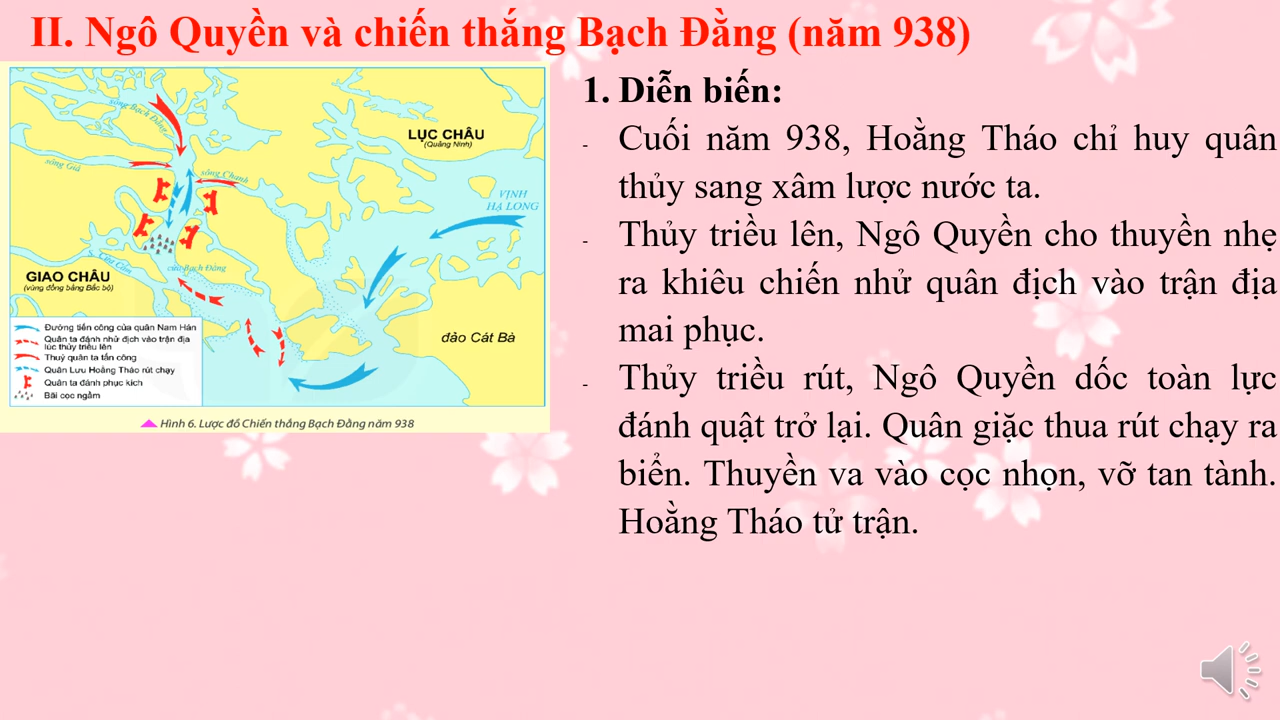 II. Ngô Quyền và chiến thắng Bạch Đằng (năm 938)
sông Bạch Đằng
sông Giá
sông Chanh
LỤC CHÂU
(Quảng Ninh)
VỊNH
HẠ LONG
cửa Bạch Đằng
GIAO CHÂU
(vùng đồng bằng Bắc bộ)
đảo Cát Bà
Đường tiến công của quân Nam Hán
Quân ta đánh nhử địch vào trận địa
lúc thủy triều lên
Thuỷ quân ta tấn công
Quân Lưu Hoằng Tháo rút chạy
Quân ta đánh phục kích
Bãi cọc ngầm
Hình 6. Lược đồ Chiến thắng Bạch Đằng năm 938
1. Diễn biến:
- Cuối năm 938, Hoằng Tháo chỉ huy quân
thủy sang xâm lược nước ta.
- Thủy triều lên, Ngô Quyền cho thuyền nhẹ
ra khiêu chiến nhử quân địch vào trận địa
mai phục.
- Thủy triều rút, Ngô Quyền dốc toàn lực
đánh quật trở lại. Quân giặc thua rút chạy ra
biển. Thuyền va vào cọc nhọn, vỡ tan tành.
Hoằng Tháo tử trận.